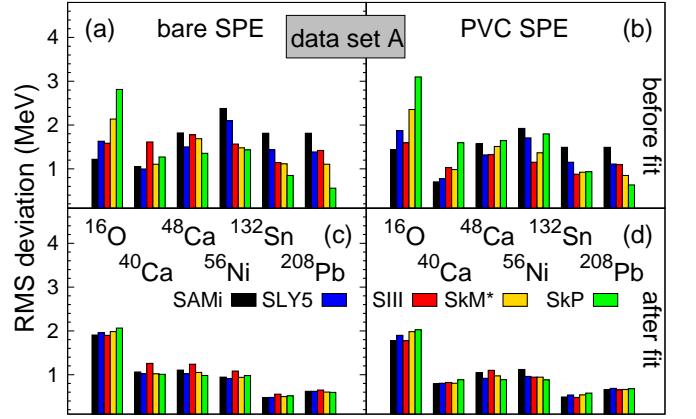 (a) bare SPE data set A PVC SPE (b)
RMS deviation (MeV)
4
3
2
1
before fit
4
3
2
1
¹⁶O ⁴⁸Ca ¹³²Sn (c)
⁴⁰Ca ⁵⁶Ni ²⁰⁸Pb
SAMi SLY5
¹⁶O ⁴⁸Ca ¹³²Sn (d)
⁴⁰Ca ⁵⁶Ni ²⁰⁸Pb
SIII SkM* SkP
after fit